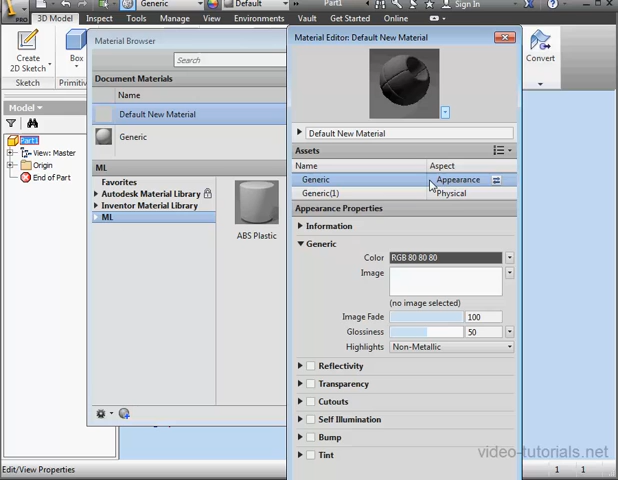 Generic
Default
Part1
Sign In
3D Model
Inspect
Tools
Manage
View
Environments
Vault
Get Started
Online
Create
2D Sketch
Box
Convert
Sketch
Primitiv
Model
Part1
View: Master
Origin
End of Part
Material Browser
Search
Document Materials
Name
Default New Material
Generic
ML
Favorites
Autodesk Material Library
Inventor Material Library
ML
ABS Plastic
Material Editor: Default New Material
Default New Material
Assets
Name Aspect
Generic Appearance
Generic(1) Physical
Appearance Properties
Information
Generic
Color RGB 80 80 80
Image
(no image selected)
Image Fade 100
Glossiness 50
Highlights Non-Metallic
Reflectivity
Transparency
Cutouts
Self Illumination
Bump
Tint
video-tutorials.net
Edit/View Properties
1 1